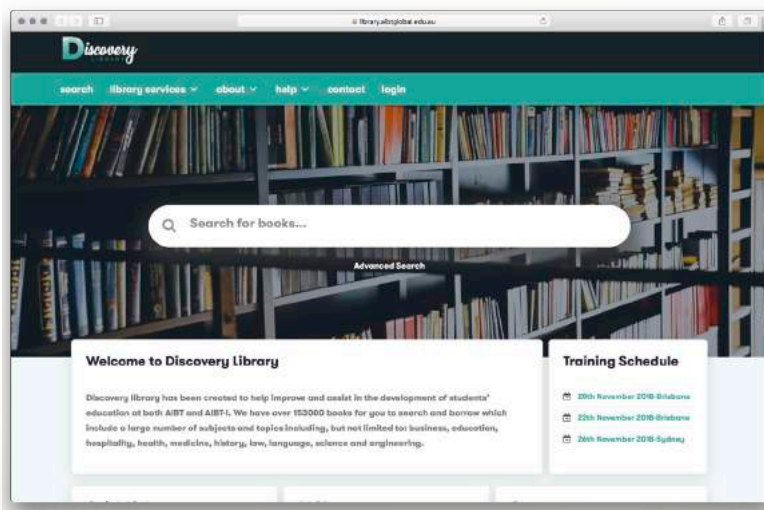 library.aibtglobal.edu.au
Discovery
LIBRARY
search library services about help contact login
Search for books...
Advanced Search
Welcome to Discovery Library
Discovery library has been created to help improve and assist in the development of students'
education at both AIBT and AIBT-I. We have over 153000 books for you to search and borrow which
include a large number of subjects and topics including, but not limited to: business, education,
hospitality, health, medicine, history, law, language, science and engineering.
Training Schedule
20th November 2018-Brisbane
22th November 2018-Brisbane
26th November 2018-Sydney